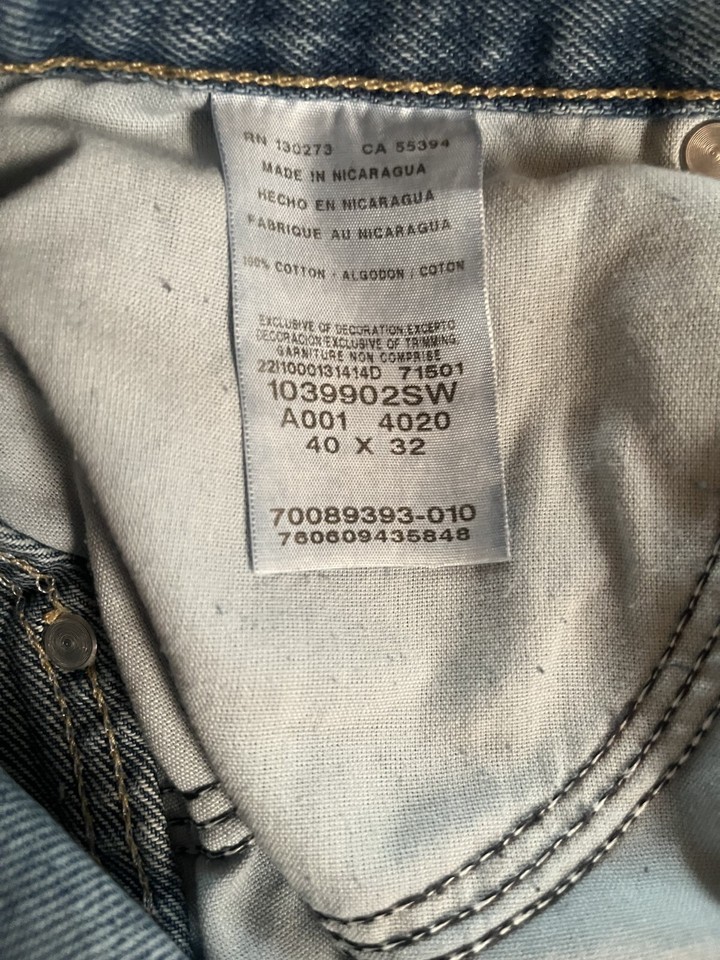 RN 130273 CA 55394
MADE IN NICARAGUA
HECHO EN NICARAGUA
FABRIQUE AU NICARAGUA
100% COTTON · ALGODON / COTON
EXCLUSIVE OF DECORATION.EXCEPTO
DECORACION/EXCLUSIVE OF TRIMMING
GARNITURE NON COMPRISE
2211000131414D 71501
1039902SW
A001 4020
40 X 32
70089393-010
760609435848